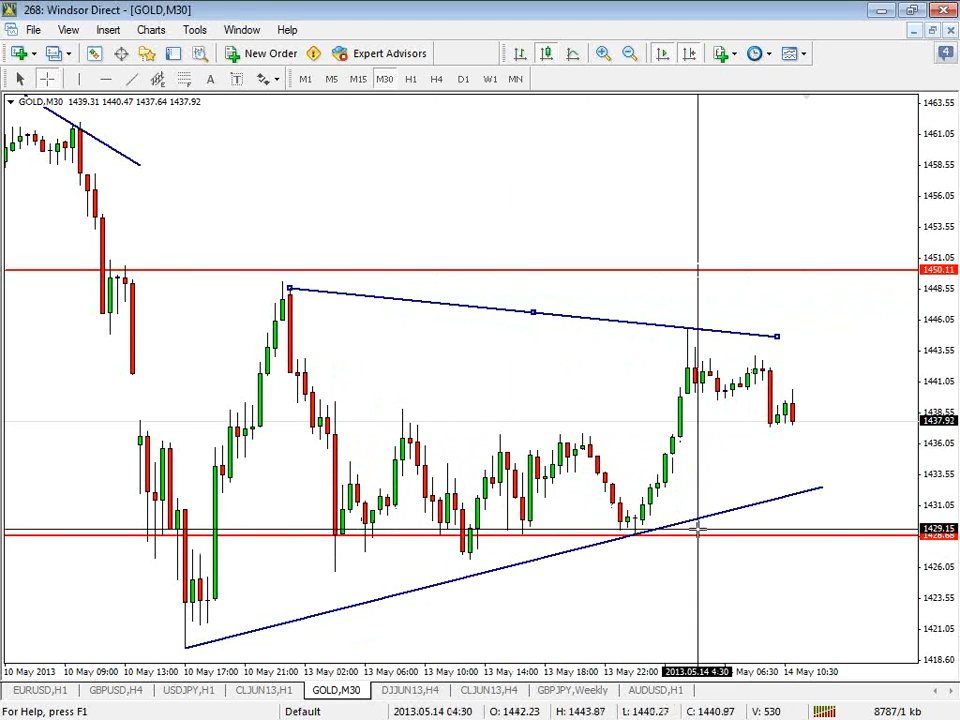 268: Windsor Direct - [GOLD,M30]
File View Insert Charts Tools Window Help
New Order Expert Advisors 4
A T M1 M5 M15 M30 H1 H4 D1 W1 MN
GOLD,M30 1439.31 1440.47 1437.64 1437.92
1463.55
1461.05
1458.55
1456.05
1453.55
1451.05
1450.11
1448.55
1446.05
1443.55
1441.05
1438.55
1437.92
1436.05
1433.55
1431.05
1429.15
1428.68
1426.05
1423.55
1421.05
1418.60
10 May 2013 10 May 09:00 10 May 13:00 10 May 17:00 10 May 21:00 13 May 02:00 13 May 06:00 13 May 10:00 13 May 14:00 13 May 18:00 13 May 22:00 2013.05.14 4:30 May 06:30 14 May 10:30
EURUSD,H1 GBPUSD,H4 USDJPY,H1 CLJUN13,H1 GOLD,M30 DJJUN13,H4 CLJUN13,H4 GBPJPY,Weekly AUDUSD,H1
For Help, press F1 Default 2013.05.14 04:30 O: 1442.23 H: 1443.87 L: 1440.27 C: 1440.97 V: 530 8787/1 kb